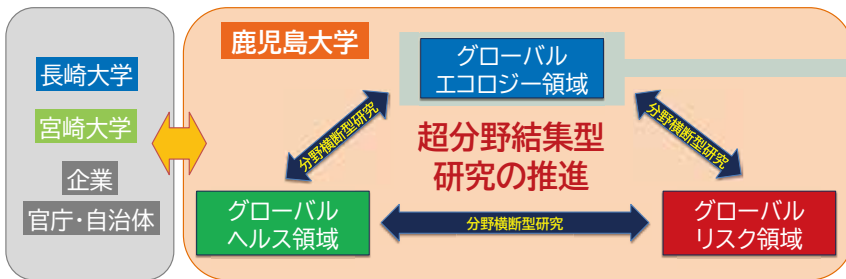 長崎大学
宮崎大学
企業
官庁・自治体
鹿児島大学
グローバル
エコロジー領域
分野横断型研究
分野横断型研究
超分野結集型
研究の推進
グローバル
ヘルス領域
分野横断型研究
グローバル
リスク領域